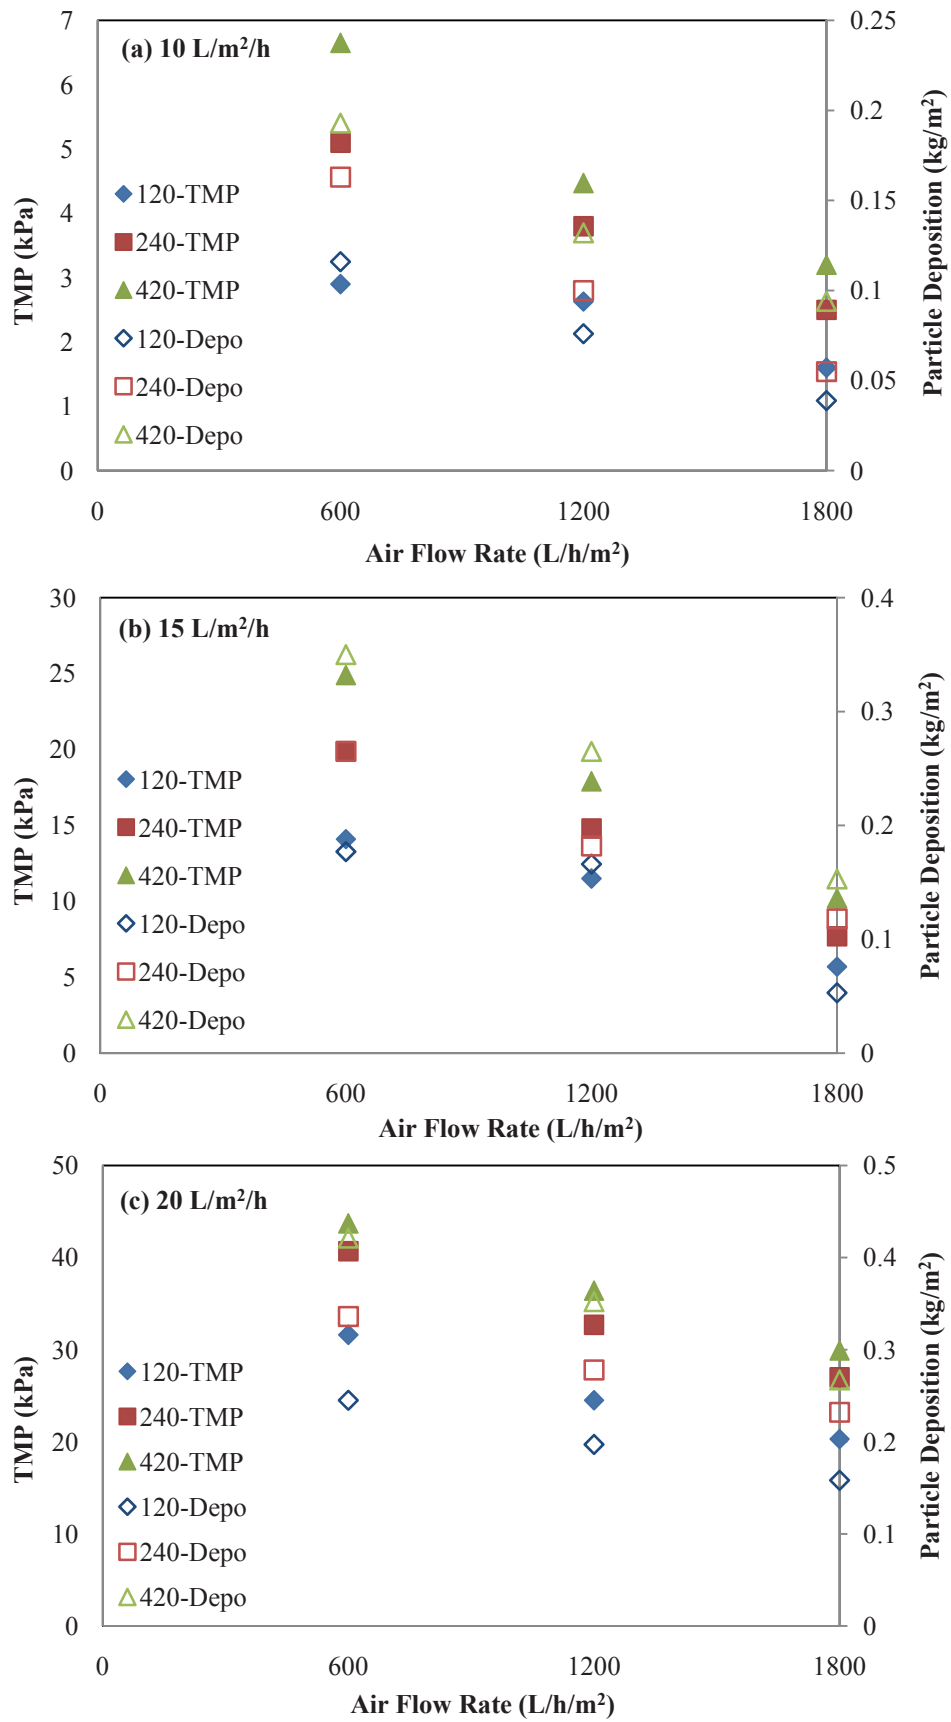 (a) 10 L/m²/h
7
6
5
4
3
2
1
0
TMP (kPa)
0.25
0.2
0.15
0.1
0.05
0
Particle Deposition (kg/m²)
120-TMP
240-TMP
420-TMP
120-Depo
240-Depo
420-Depo
0 600 1200 1800
Air Flow Rate (L/h/m²)
(b) 15 L/m²/h
30
25
20
15
10
5
0
TMP (kPa)
0.4
0.3
0.2
0.1
0
Particle Deposition (kg/m²)
120-TMP
240-TMP
420-TMP
120-Depo
240-Depo
420-Depo
0 600 1200 1800
Air Flow Rate (L/h/m²)
(c) 20 L/m²/h
50
40
30
20
10
0
TMP (kPa)
0.5
0.4
0.3
0.2
0.1
0
Particle Deposition (kg/m²)
120-TMP
240-TMP
420-TMP
120-Depo
240-Depo
420-Depo
0 600 1200 1800
Air Flow Rate (L/h/m²)